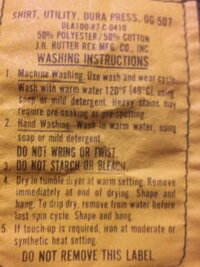 SHIRT, UTILITY, DURA PRESS, OG-507
DLA100-87-C-0410
50% POLYESTER/50% COTTON
J.N. RUTTER REX MFG. CO., INC
WASHING INSTRUCTIONS
1. Machine Washing. Use wash and wear cycle.
Wash with warm water 120°F (49°C), using
soap or mild detergent. Heavy stains may
require pre-soaking or pre-spotting.
2. Hand Washing. Wash in warm water, using
soap or mild detergent.
DO NOT WRING OR TWIST.
3. DO NOT STARCH OR BLEACH.
4. Dry in tumble dryer at warm setting. Remove
immediately at end of drying. Shape and
hang. To drip dry, remove from water before
last spin cycle. Shape and hang.
5. If touch-up is required, iron at moderate or
synthetic heat setting.
DO NOT REMOVE THIS LABEL